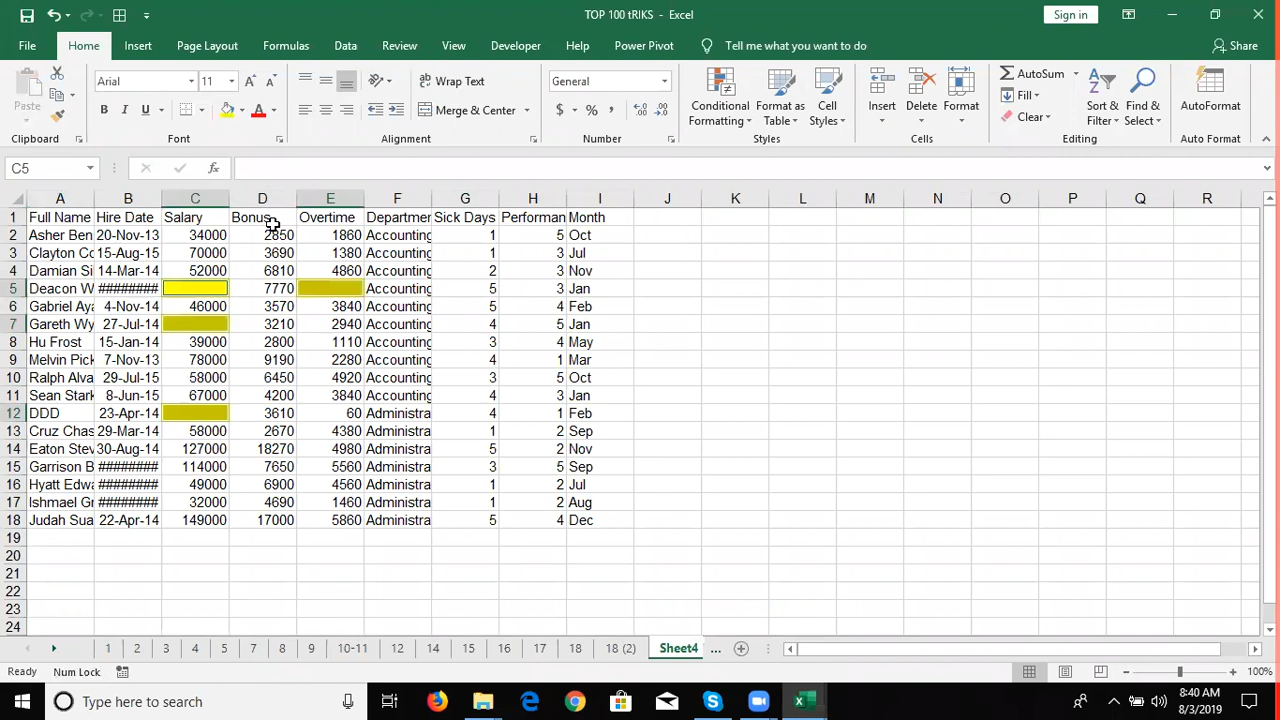 TOP 100 tRIKS - Excel
Sign in
File Home Insert Page Layout Formulas Data Review View Developer Help Power Pivot Tell me what you want to do Share
Paste
Arial 11
B I U
Wrap Text
Merge & Center
General
$ % ,
Conditional Formatting
Format as Table
Cell Styles
Insert Delete Format
AutoSum
Fill
Clear
Sort & Filter
Find & Select
AutoFormat
Clipboard Font Alignment Number Styles Cells Editing Auto Format
C5 fx
A B C D E F G H I J K L M N O P Q R
1 Full Name Hire Date Salary Bonus Overtime Departmer Sick Days Performan Month
2 Asher Ben 20-Nov-13 34000 2850 1860 Accounting 1 5 Oct
3 Clayton Co 15-Aug-15 70000 3690 1380 Accounting 1 3 Jul
4 Damian Si 14-Mar-14 52000 6810 4860 Accounting 2 3 Nov
5 Deacon W ######## 7770 Accounting 5 3 Jan
6 Gabriel Aya 4-Nov-14 46000 3570 3840 Accounting 5 4 Feb
7 Gareth Wy 27-Jul-14 3210 2940 Accounting 4 5 Jan
8 Hu Frost 15-Jan-14 39000 2800 1110 Accounting 3 4 May
9 Melvin Pick 7-Nov-13 78000 9190 2280 Accounting 4 1 Mar
10 Ralph Alva 29-Jul-15 58000 6450 4920 Accounting 3 5 Oct
11 Sean Stark 8-Jun-15 67000 4200 3840 Accounting 4 3 Jan
12 DDD 23-Apr-14 3610 60 Administra 4 1 Feb
13 Cruz Chas 29-Mar-14 58000 2670 4380 Administra 1 2 Sep
14 Eaton Stev 30-Aug-14 127000 18270 4980 Administra 5 2 Nov
15 Garrison B ######## 114000 7650 5560 Administra 3 5 Sep
16 Hyatt Edwa ######## 49000 6900 4560 Administra 1 2 Jul
17 Ishmael Gr ######## 32000 4690 1460 Administra 1 2 Aug
18 Judah Sua 22-Apr-14 149000 17000 5860 Administra 5 4 Dec
19
20
21
22
23
24
1 2 3 4 5 7 8 9 10-11 12 14 15 16 17 18 18 (2) Sheet4 ...
Ready Num Lock 100%
Type here to search 8:40 AM
8/3/2019